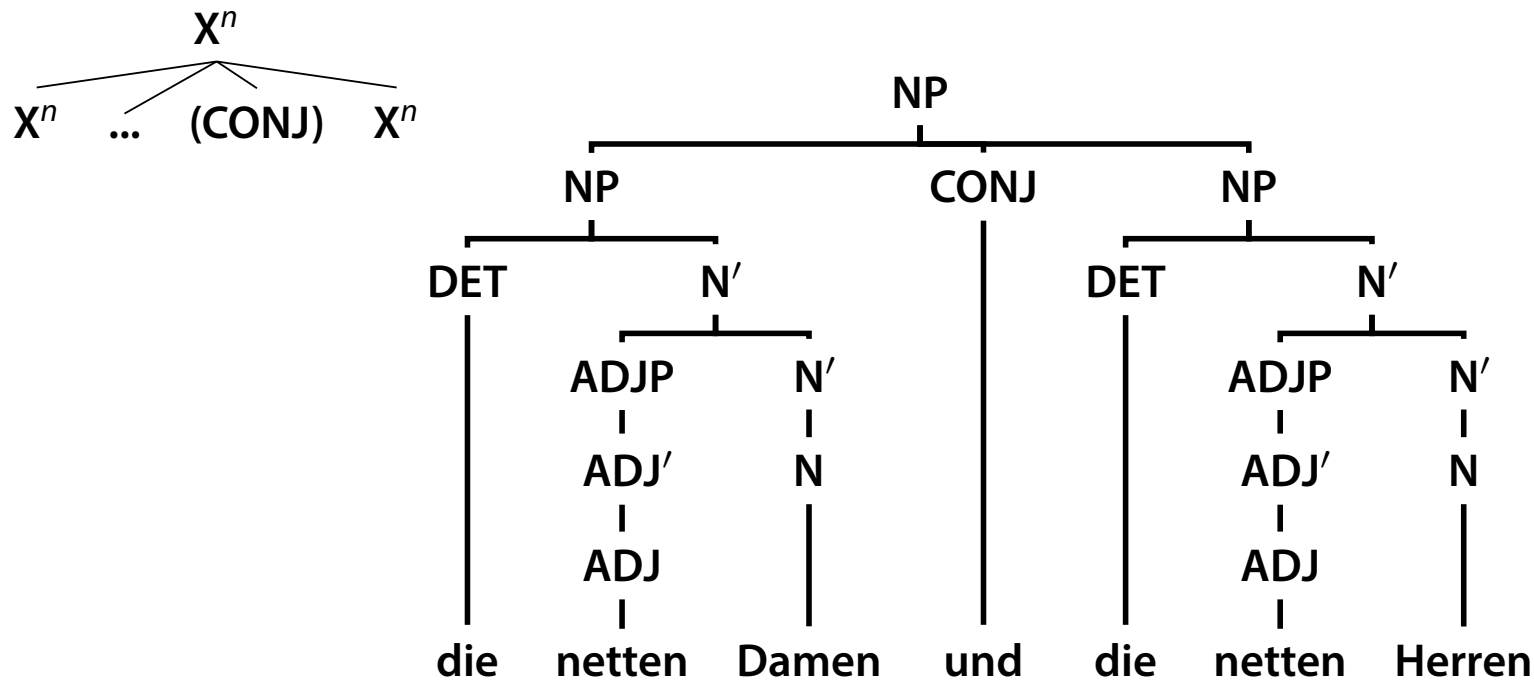 Xⁿ
Xⁿ ... (CONJ) Xⁿ
NP
NP CONJ NP
DET N′ DET N′
ADJP N′ ADJP N′
ADJ′ N ADJ′ N
ADJ ADJ
die netten Damen und die netten Herren